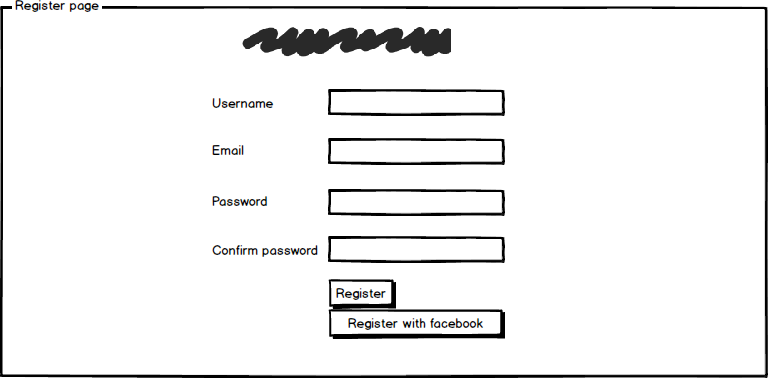 Register page
Username
Email
Password
Confirm password
Register
Register with facebook